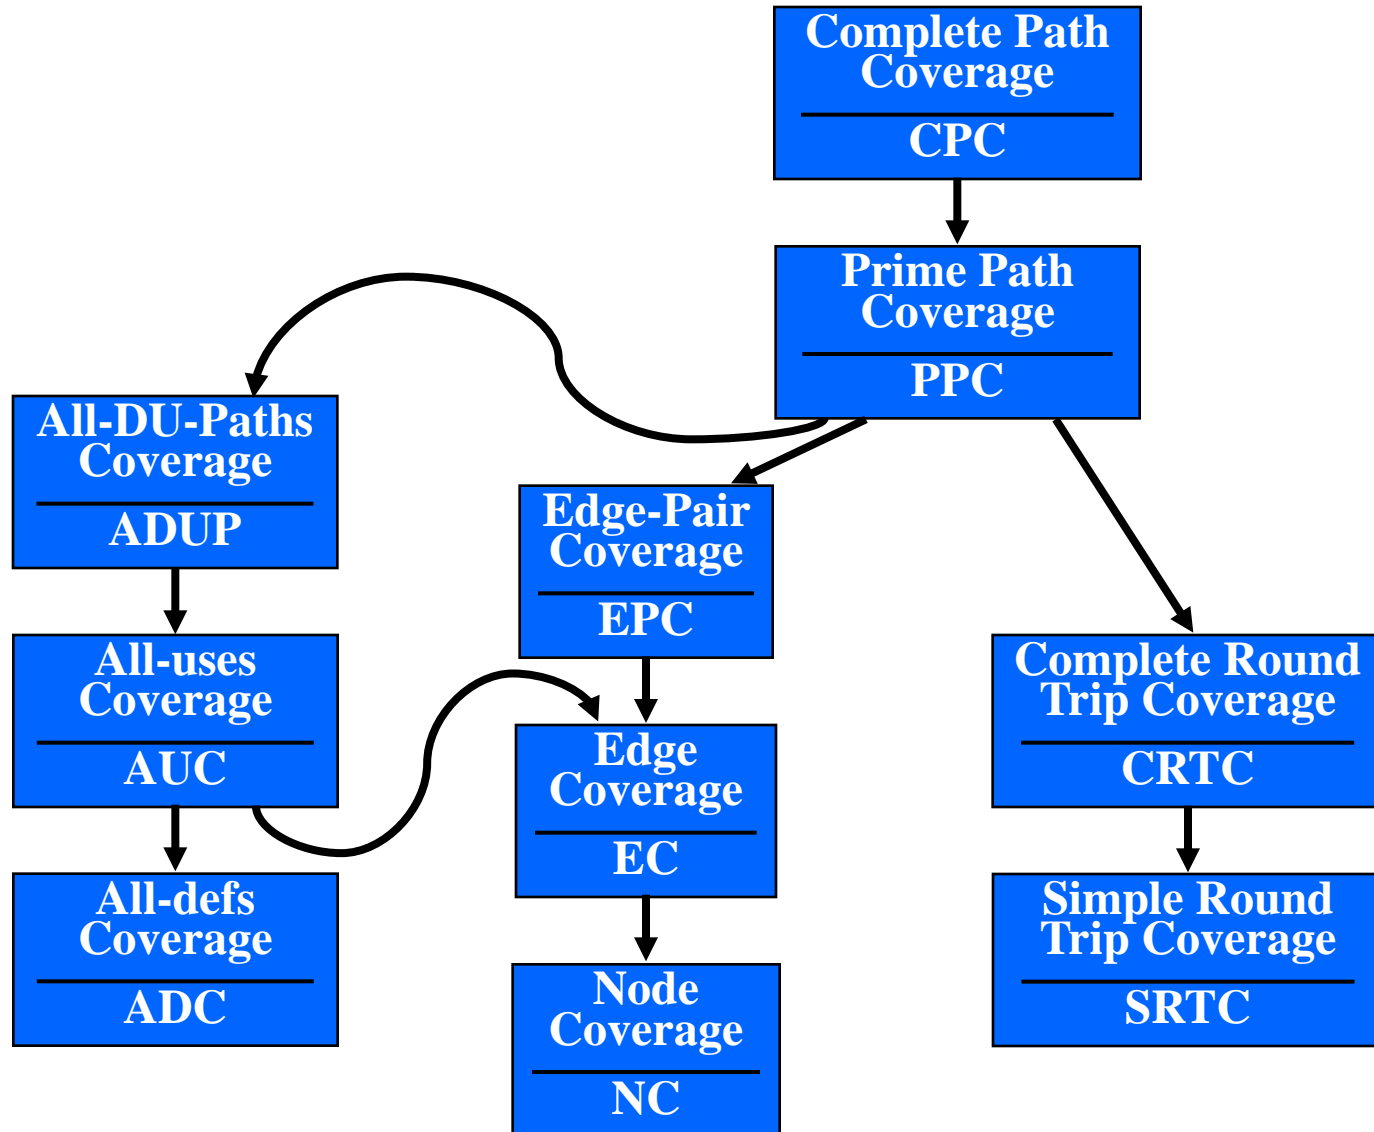 Complete Path
Coverage
CPC
Prime Path
Coverage
PPC
All-DU-Paths
Coverage
ADUP
Edge-Pair
Coverage
EPC
All-uses
Coverage
AUC
Complete Round
Trip Coverage
CRTC
Edge
Coverage
EC
All-defs
Coverage
ADC
Simple Round
Trip Coverage
SRTC
Node
Coverage
NC